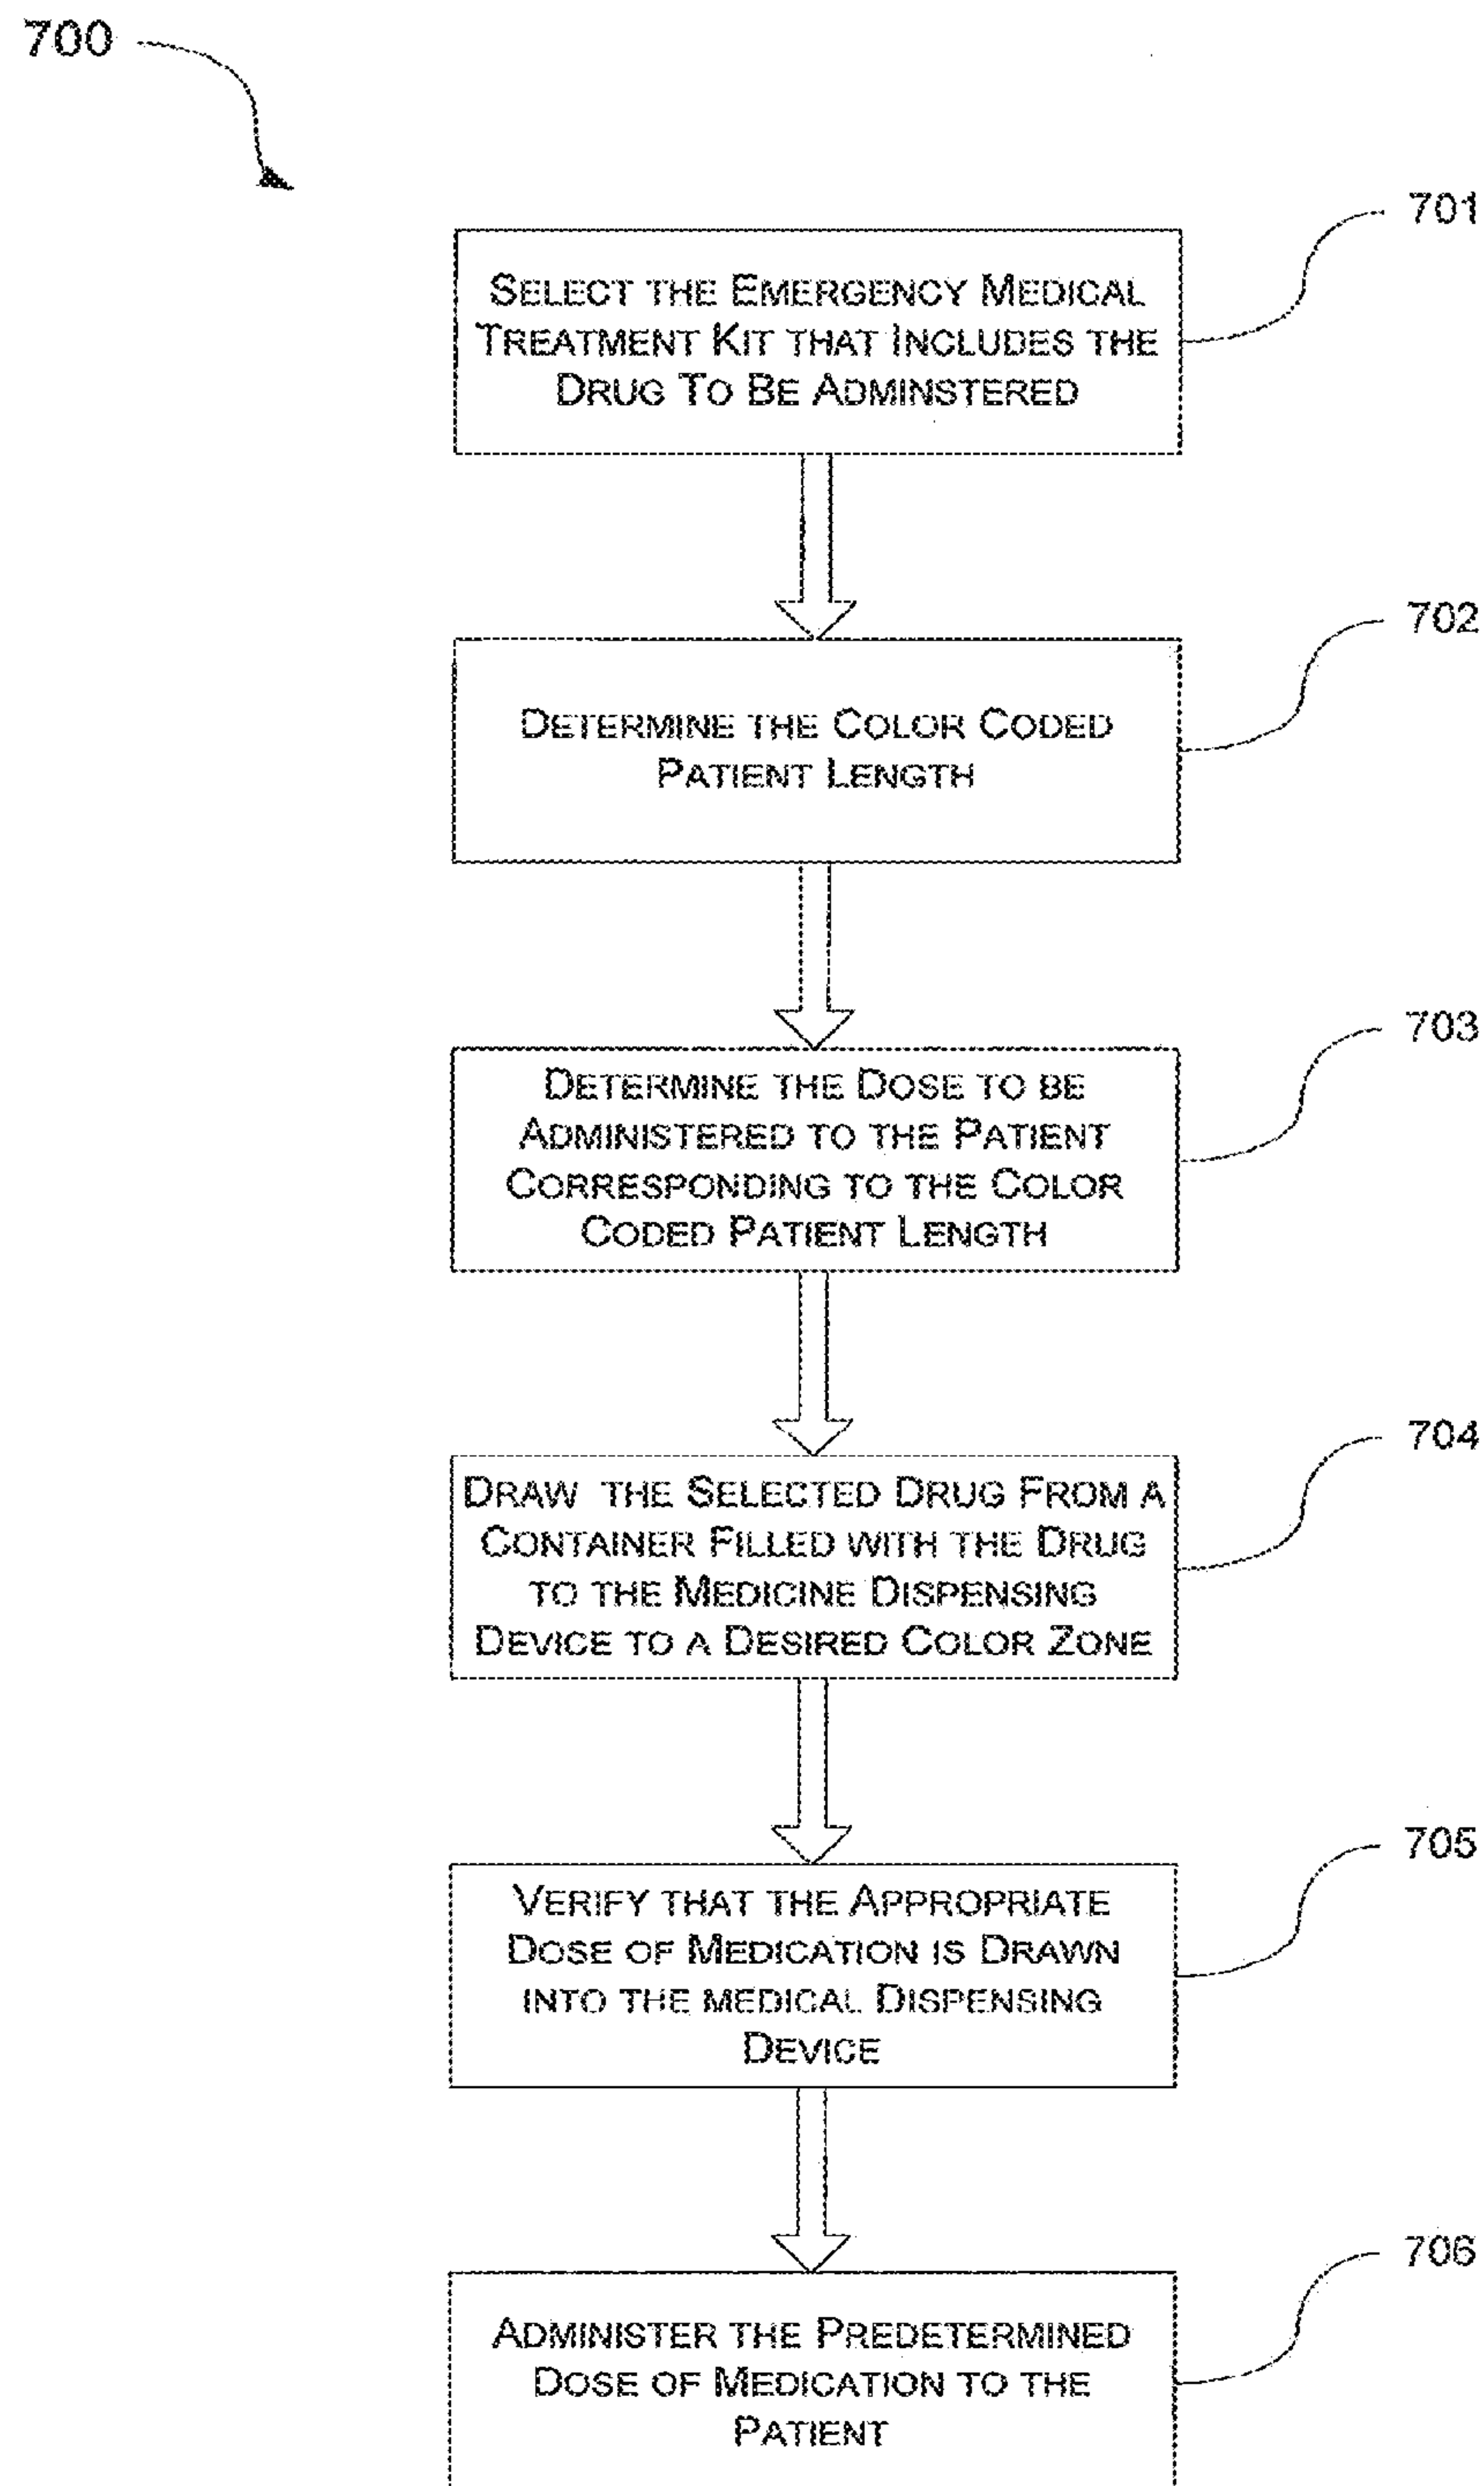 700
701
SELECT THE EMERGENCY MEDICAL
TREATMENT KIT THAT INCLUDES THE
DRUG TO BE ADMINSTERED
702
DETERMINE THE COLOR CODED
PATIENT LENGTH
703
DETERMINE THE DOSE TO BE
ADMINISTERED TO THE PATIENT
CORRESPONDING TO THE COLOR
CODED PATIENT LENGTH
704
DRAW THE SELECTED DRUG FROM A
CONTAINER FILLED WITH THE DRUG
TO THE MEDICINE DISPENSING
DEVICE TO A DESIRED COLOR ZONE
705
VERIFY THAT THE APPROPRIATE
DOSE OF MEDICATION IS DRAWN
INTO THE MEDICAL DISPENSING
DEVICE
706
ADMINISTER THE PREDETERMINED
DOSE OF MEDICATION TO THE
PATIENT